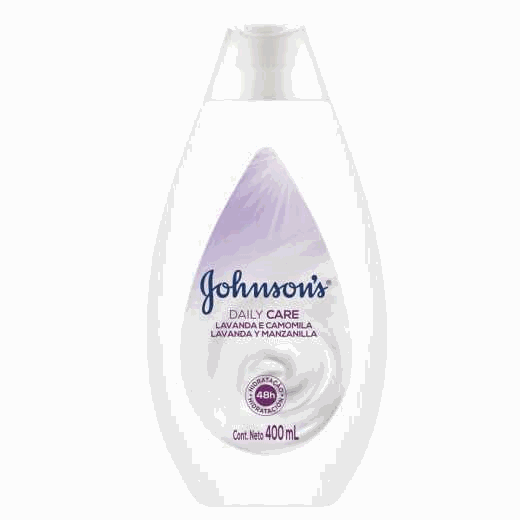 Johnson's®
DAILY CARE
LAVANDA E CAMOMILA
LAVANDA Y MANZANILLA
HIDRATAÇÃO
48h
HIDRATACIÓN
Cont. Neto 400 mL